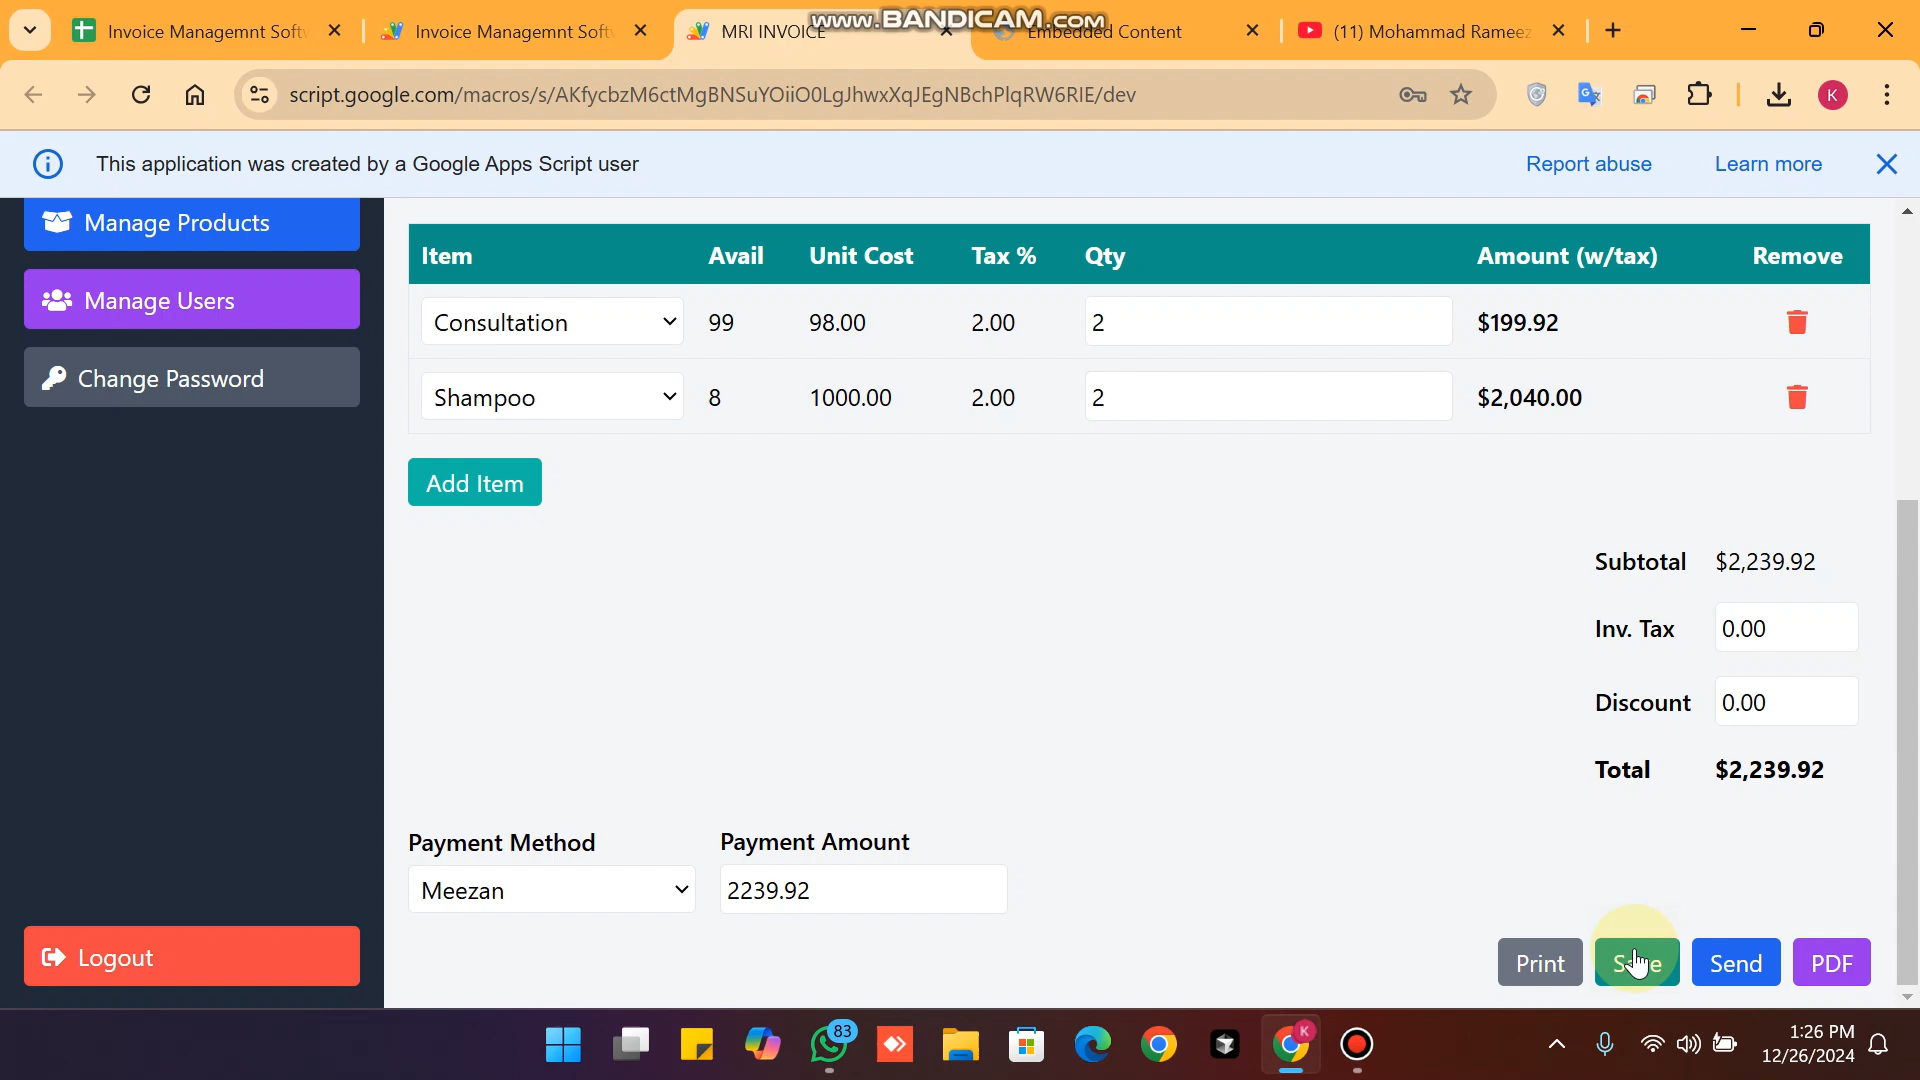 www.BANDICAM.com
Invoice Managemnt Softw
Invoice Managemnt Softw
MRI INVOICE
Embedded Content
(11) Mohammad Rameez
script.google.com/macros/s/AKfycbzM6ctMgBNSuYOiiO0LgJhwxXqJEgNBchPIqRW6RIE/dev
K
This application was created by a Google Apps Script user
Report abuse
Learn more
Manage Products
Manage Users
Change Password
Logout
Item Avail Unit Cost Tax % Qty Amount (w/tax) Remove
Consultation 99 98.00 2.00 2 $199.92
Shampoo 8 1000.00 2.00 2 $2,040.00
Add Item
Subtotal $2,239.92
Inv. Tax 0.00
Discount 0.00
Total $2,239.92
Payment Method Payment Amount
Meezan 2239.92
Print Save Send PDF
83
K
1:26 PM
12/26/2024